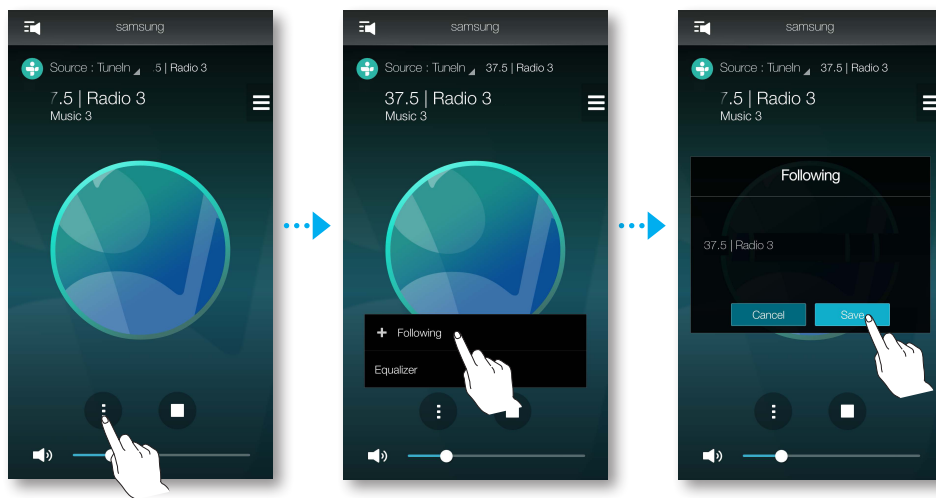 samsung
Source : TuneIn .5 | Radio 3
7.5 | Radio 3
Music 3
samsung
Source : TuneIn 37.5 | Radio 3
37.5 | Radio 3
Music 3
+ Following
Equalizer
samsung
Source : TuneIn 37.5 | Radio 3
7.5 | Radio 3
Music 3
Following
37.5 | Radio 3
Cancel
Save